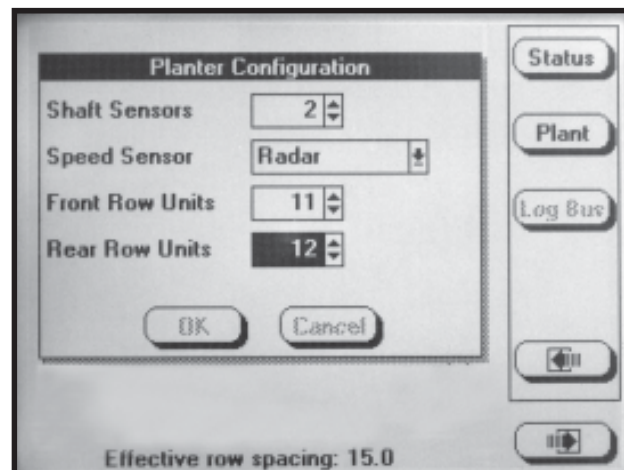 Planter Configuration
Shaft Sensors 2
Speed Sensor Radar
Front Row Units 11
Rear Row Units 12
OK Cancel
Effective row spacing: 15.0
Status
Plant
Log Bus